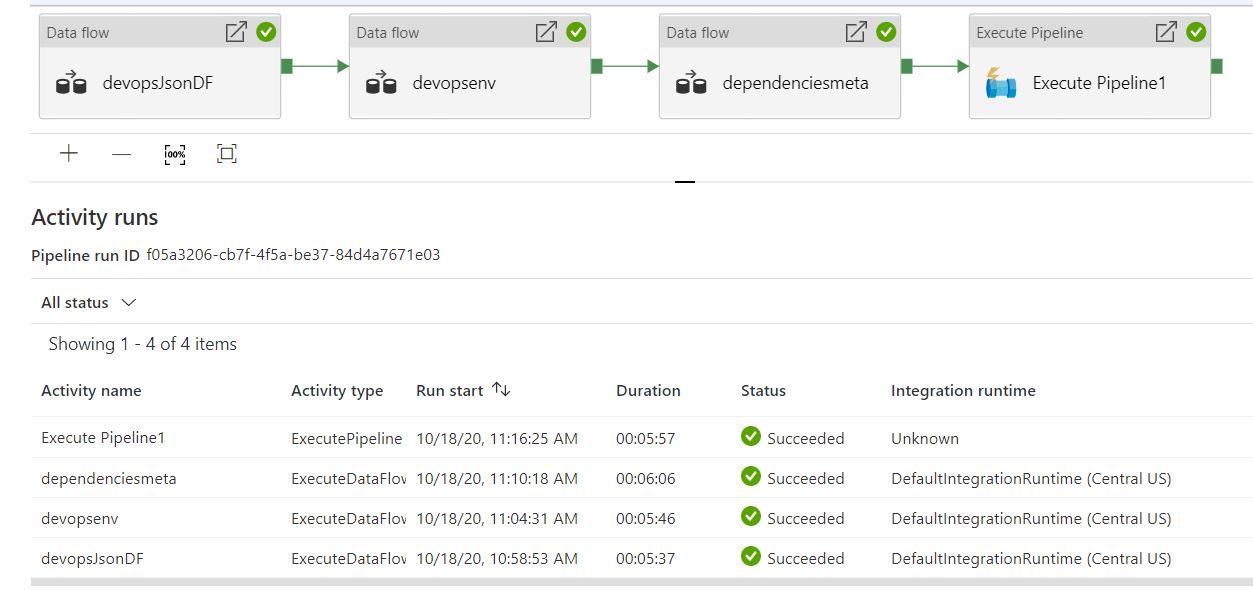 Data flow Data flow Data flow Execute Pipeline
devopsJsonDF devopsenv dependenciesmeta Execute Pipeline1
100%
Activity runs
Pipeline run ID f05a3206-cb7f-4f5a-be37-84d4a7671e03
All status
Showing 1 - 4 of 4 items
Activity name Activity type Run start Duration Status Integration runtime
Execute Pipeline1 ExecutePipeline 10/18/20, 11:16:25 AM 00:05:57 Succeeded Unknown
dependenciesmeta ExecuteDataFlov 10/18/20, 11:10:18 AM 00:06:06 Succeeded DefaultIntegrationRuntime (Central US)
devopsenv ExecuteDataFlov 10/18/20, 11:04:31 AM 00:05:46 Succeeded DefaultIntegrationRuntime (Central US)
devopsJsonDF ExecuteDataFlov 10/18/20, 10:58:53 AM 00:05:37 Succeeded DefaultIntegrationRuntime (Central US)